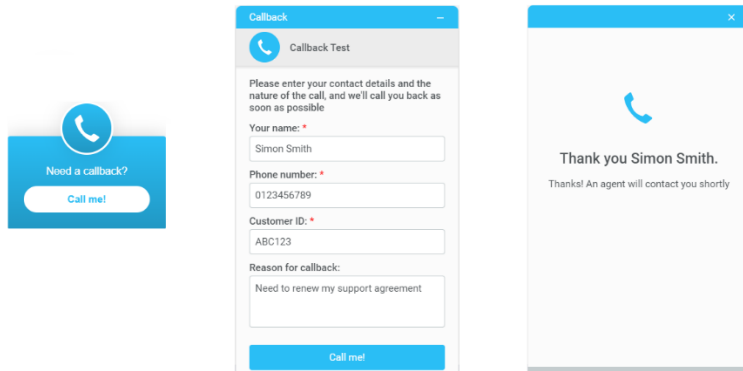 Need a callback?
Call me!
Callback
Callback Test
Please enter your contact details and the
nature of the call, and we'll call you back as
soon as possible
Your name: *
Simon Smith
Phone number: *
0123456789
Customer ID: *
ABC123
Reason for callback:
Need to renew my support agreement
Call me!
Thank you Simon Smith.
Thanks! An agent will contact you shortly